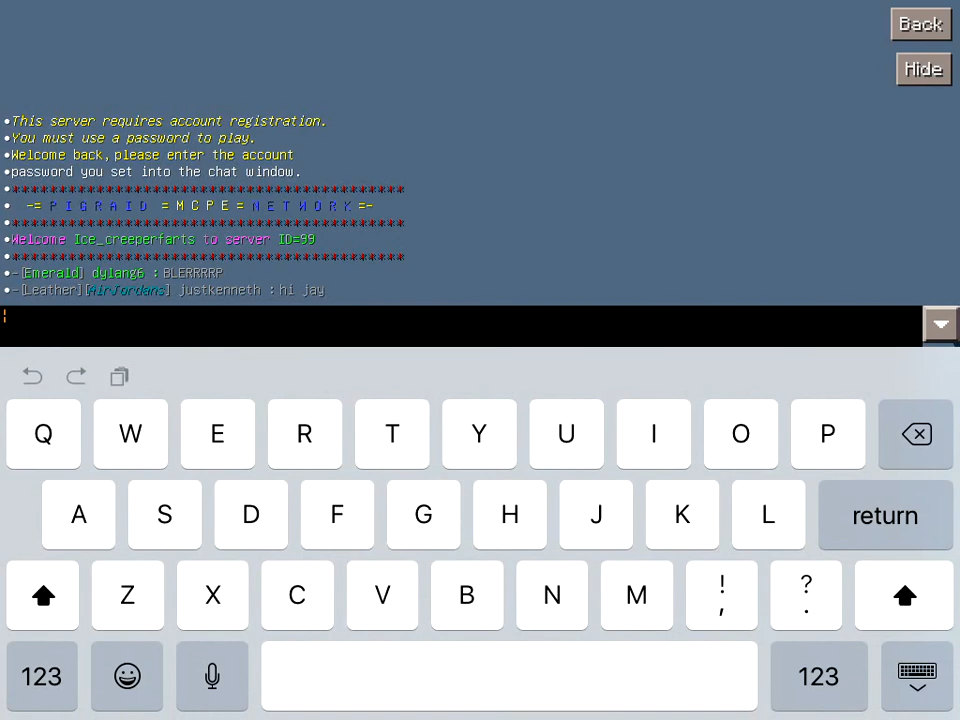 Back
Hide
•This server requires account registration.
•You must use a password to play.
•Welcome back, please enter the account
•password you set into the chat window.
•****************************************
• -= P I G R A I D = M C P E = N E T W O R K =-
•****************************************
•Welcome Ice_creeperfarts to server ID=99
•****************************************
•-[Emerald] dylang6 : BLERRRRP
•-[Leather][AirJordans] justkenneth : hi jay
Q W E R T Y U I O P
A S D F G H J K L return
Z X C V B N M ! , ? .
123 123